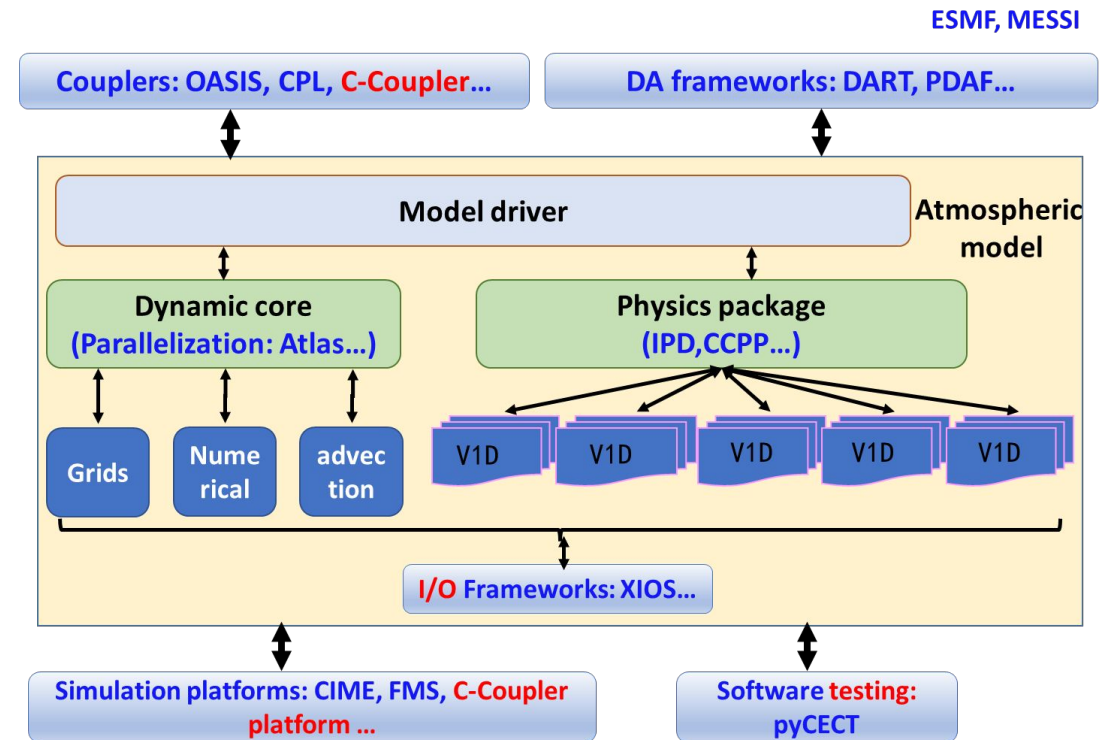 ESMF, MESSI
Couplers: OASIS, CPL, C-Coupler…
DA frameworks: DART, PDAF…
Model driver
Atmospheric
model
Dynamic core
(Parallelization: Atlas…)
Physics package
(IPD,CCPP…)
Grids
Nume
rical
advec
tion
V1D
V1D
V1D
V1D
V1D
I/O Frameworks: XIOS…
Simulation platforms: CIME, FMS, C-Coupler
platform …
Software testing:
pyCECT